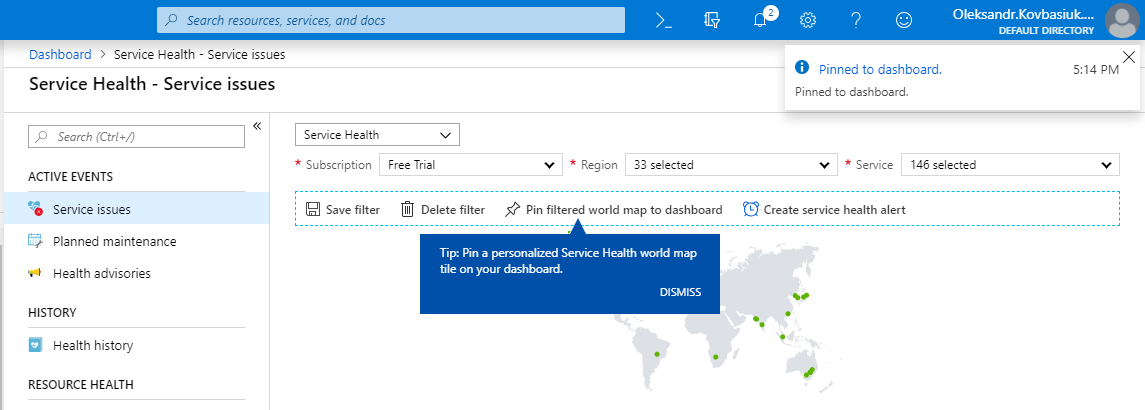 Search resources, services, and docs
2
Oleksandr.Kovbasiuk....
DEFAULT DIRECTORY
Dashboard > Service Health - Service issues
Service Health - Service issues
Pinned to dashboard.
5:14 PM
Pinned to dashboard.
Search (Ctrl+/)
«
ACTIVE EVENTS
Service issues
Planned maintenance
Health advisories
HISTORY
Health history
RESOURCE HEALTH
Service Health
* Subscription Free Trial * Region 33 selected * Service 146 selected
Save filter Delete filter Pin filtered world map to dashboard Create service health alert
Tip: Pin a personalized Service Health world map
tile on your dashboard.
DISMISS